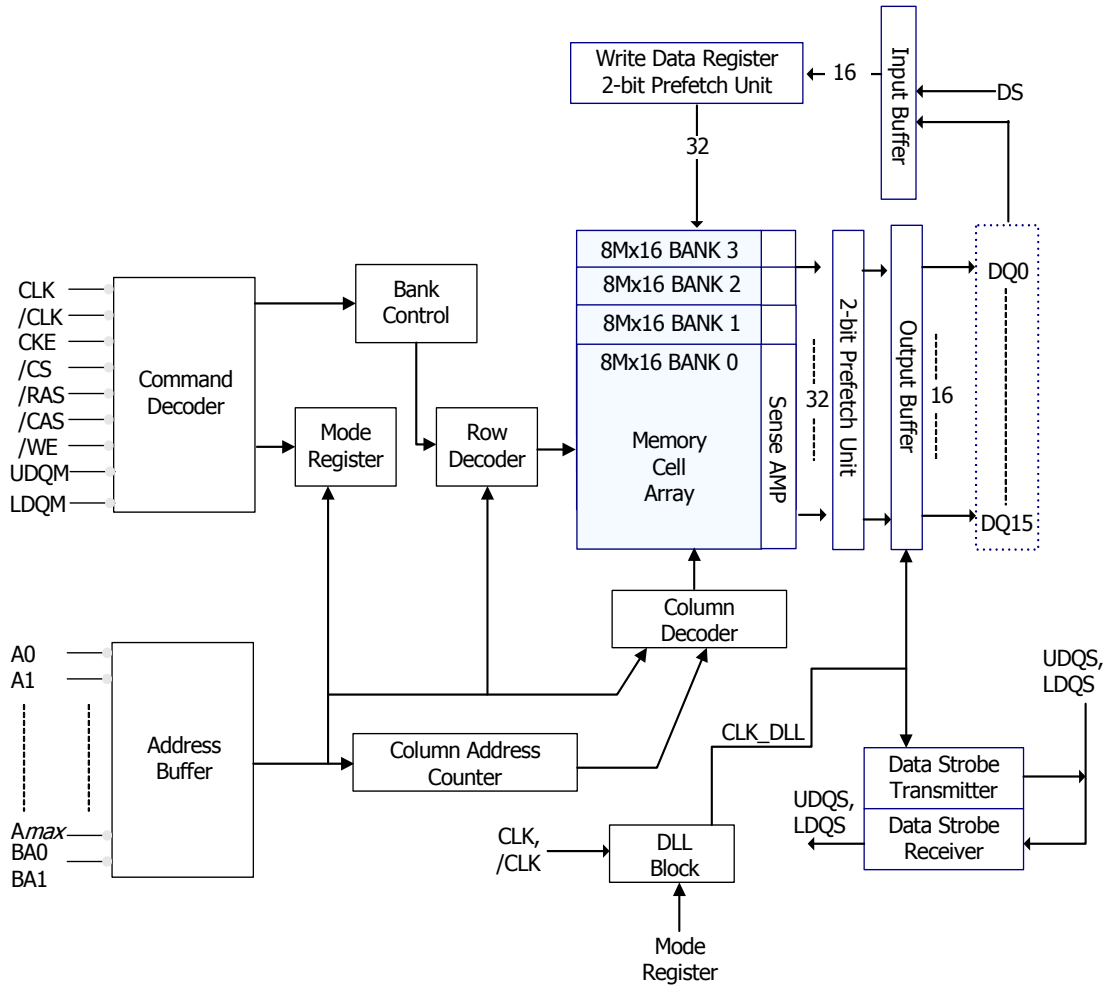 Write Data Register
2-bit Prefetch Unit
16
Input Buffer
DS
32
8Mx16 BANK 3
8Mx16 BANK 2
8Mx16 BANK 1
8Mx16 BANK 0
Memory
Cell
Array
Sense AMP
32
2-bit Prefetch Unit
Output Buffer
16
DQ0
DQ15
CLK
/CLK
CKE
/CS
/RAS
/CAS
/WE
UDQM
LDQM
Command
Decoder
Bank
Control
Mode
Register
Row
Decoder
Column
Decoder
A0
A1
Amax
BA0
BA1
Address
Buffer
Column Address
Counter
CLK_DLL
CLK,
/CLK
DLL
Block
Mode
Register
UDQS,
LDQS
Data Strobe
Transmitter
Data Strobe
Receiver
UDQS,
LDQS